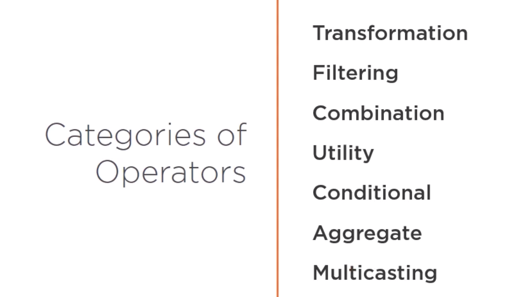 Categories of
Operators
Transformation
Filtering
Combination
Utility
Conditional
Aggregate
Multicasting